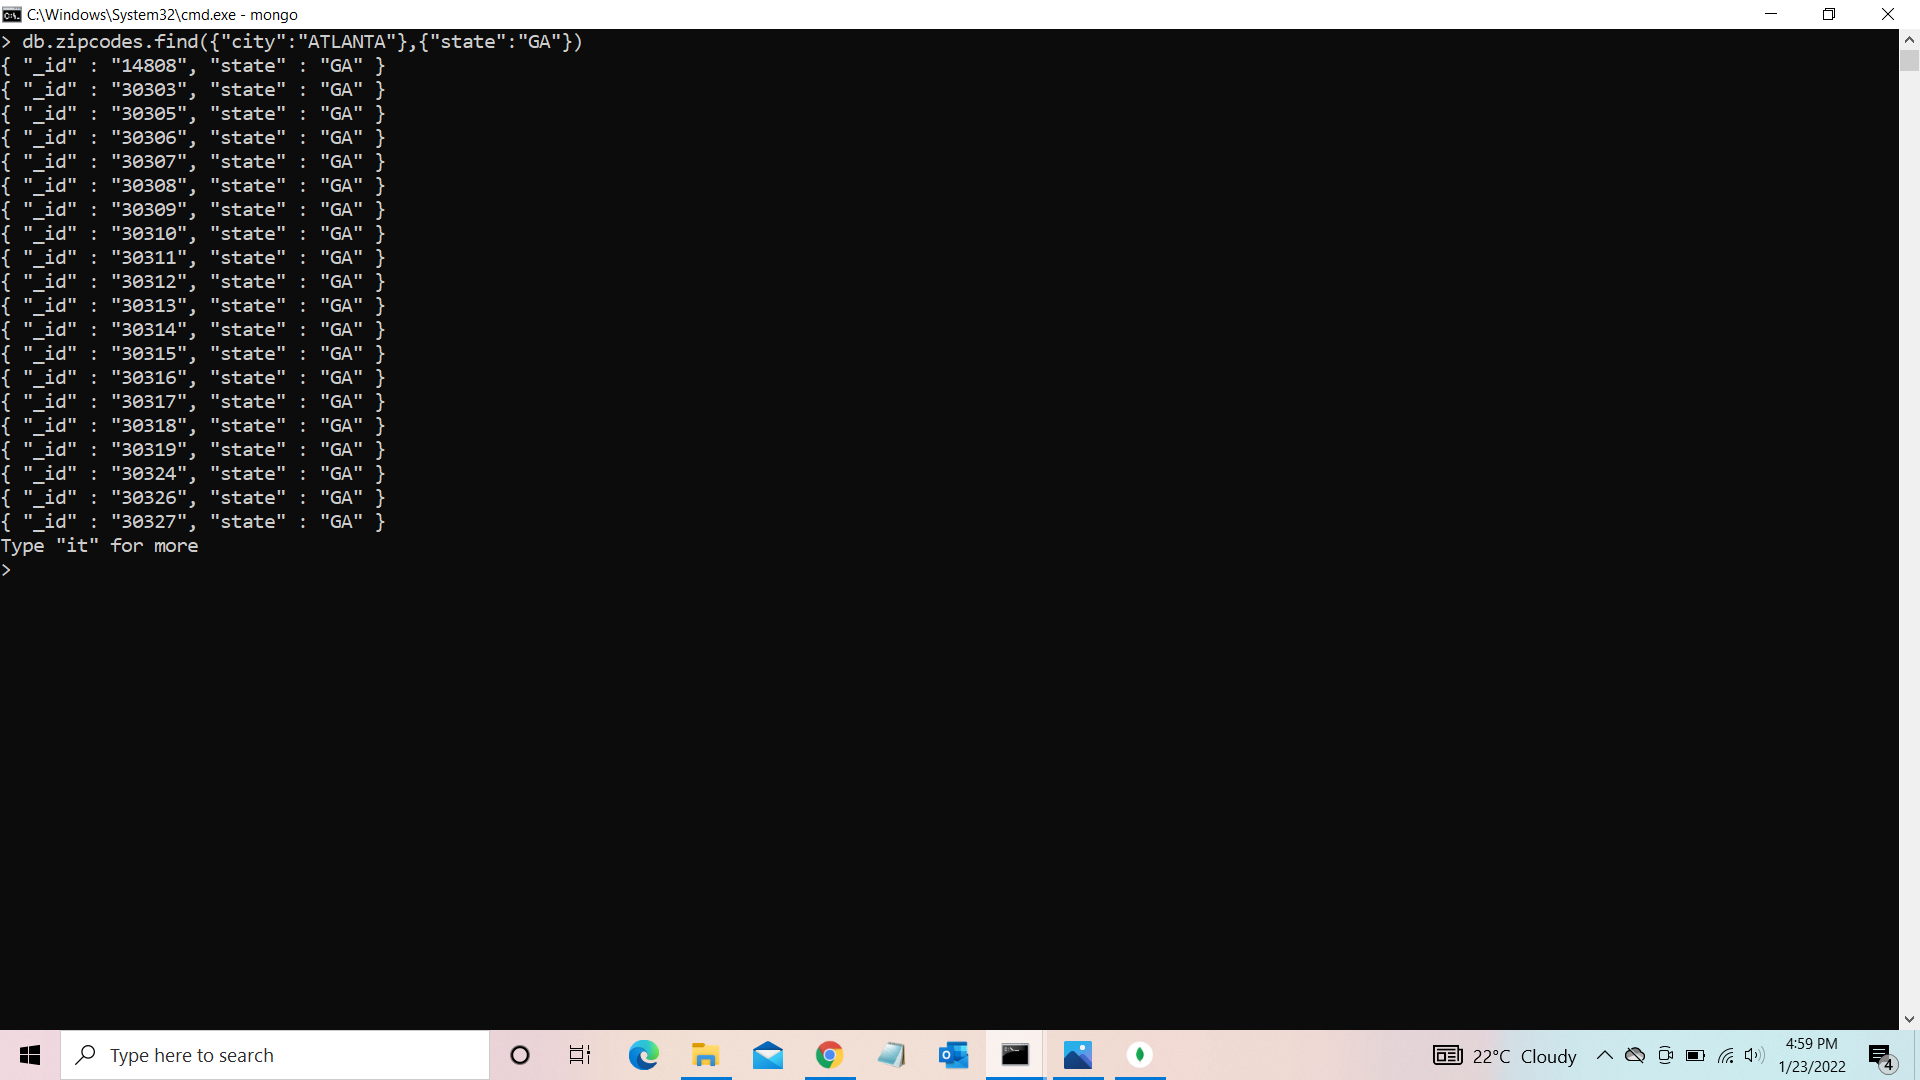 C:\Windows\System32\cmd.exe - mongo
> db.zipcodes.find({"city":"ATLANTA"},{"state":"GA"})
{ "_id" : "14808", "state" : "GA" }
{ "_id" : "30303", "state" : "GA" }
{ "_id" : "30305", "state" : "GA" }
{ "_id" : "30306", "state" : "GA" }
{ "_id" : "30307", "state" : "GA" }
{ "_id" : "30308", "state" : "GA" }
{ "_id" : "30309", "state" : "GA" }
{ "_id" : "30310", "state" : "GA" }
{ "_id" : "30311", "state" : "GA" }
{ "_id" : "30312", "state" : "GA" }
{ "_id" : "30313", "state" : "GA" }
{ "_id" : "30314", "state" : "GA" }
{ "_id" : "30315", "state" : "GA" }
{ "_id" : "30316", "state" : "GA" }
{ "_id" : "30317", "state" : "GA" }
{ "_id" : "30318", "state" : "GA" }
{ "_id" : "30319", "state" : "GA" }
{ "_id" : "30324", "state" : "GA" }
{ "_id" : "30326", "state" : "GA" }
{ "_id" : "30327", "state" : "GA" }
Type "it" for more
>
Type here to search
22°C Cloudy
4:59 PM
1/23/2022
4